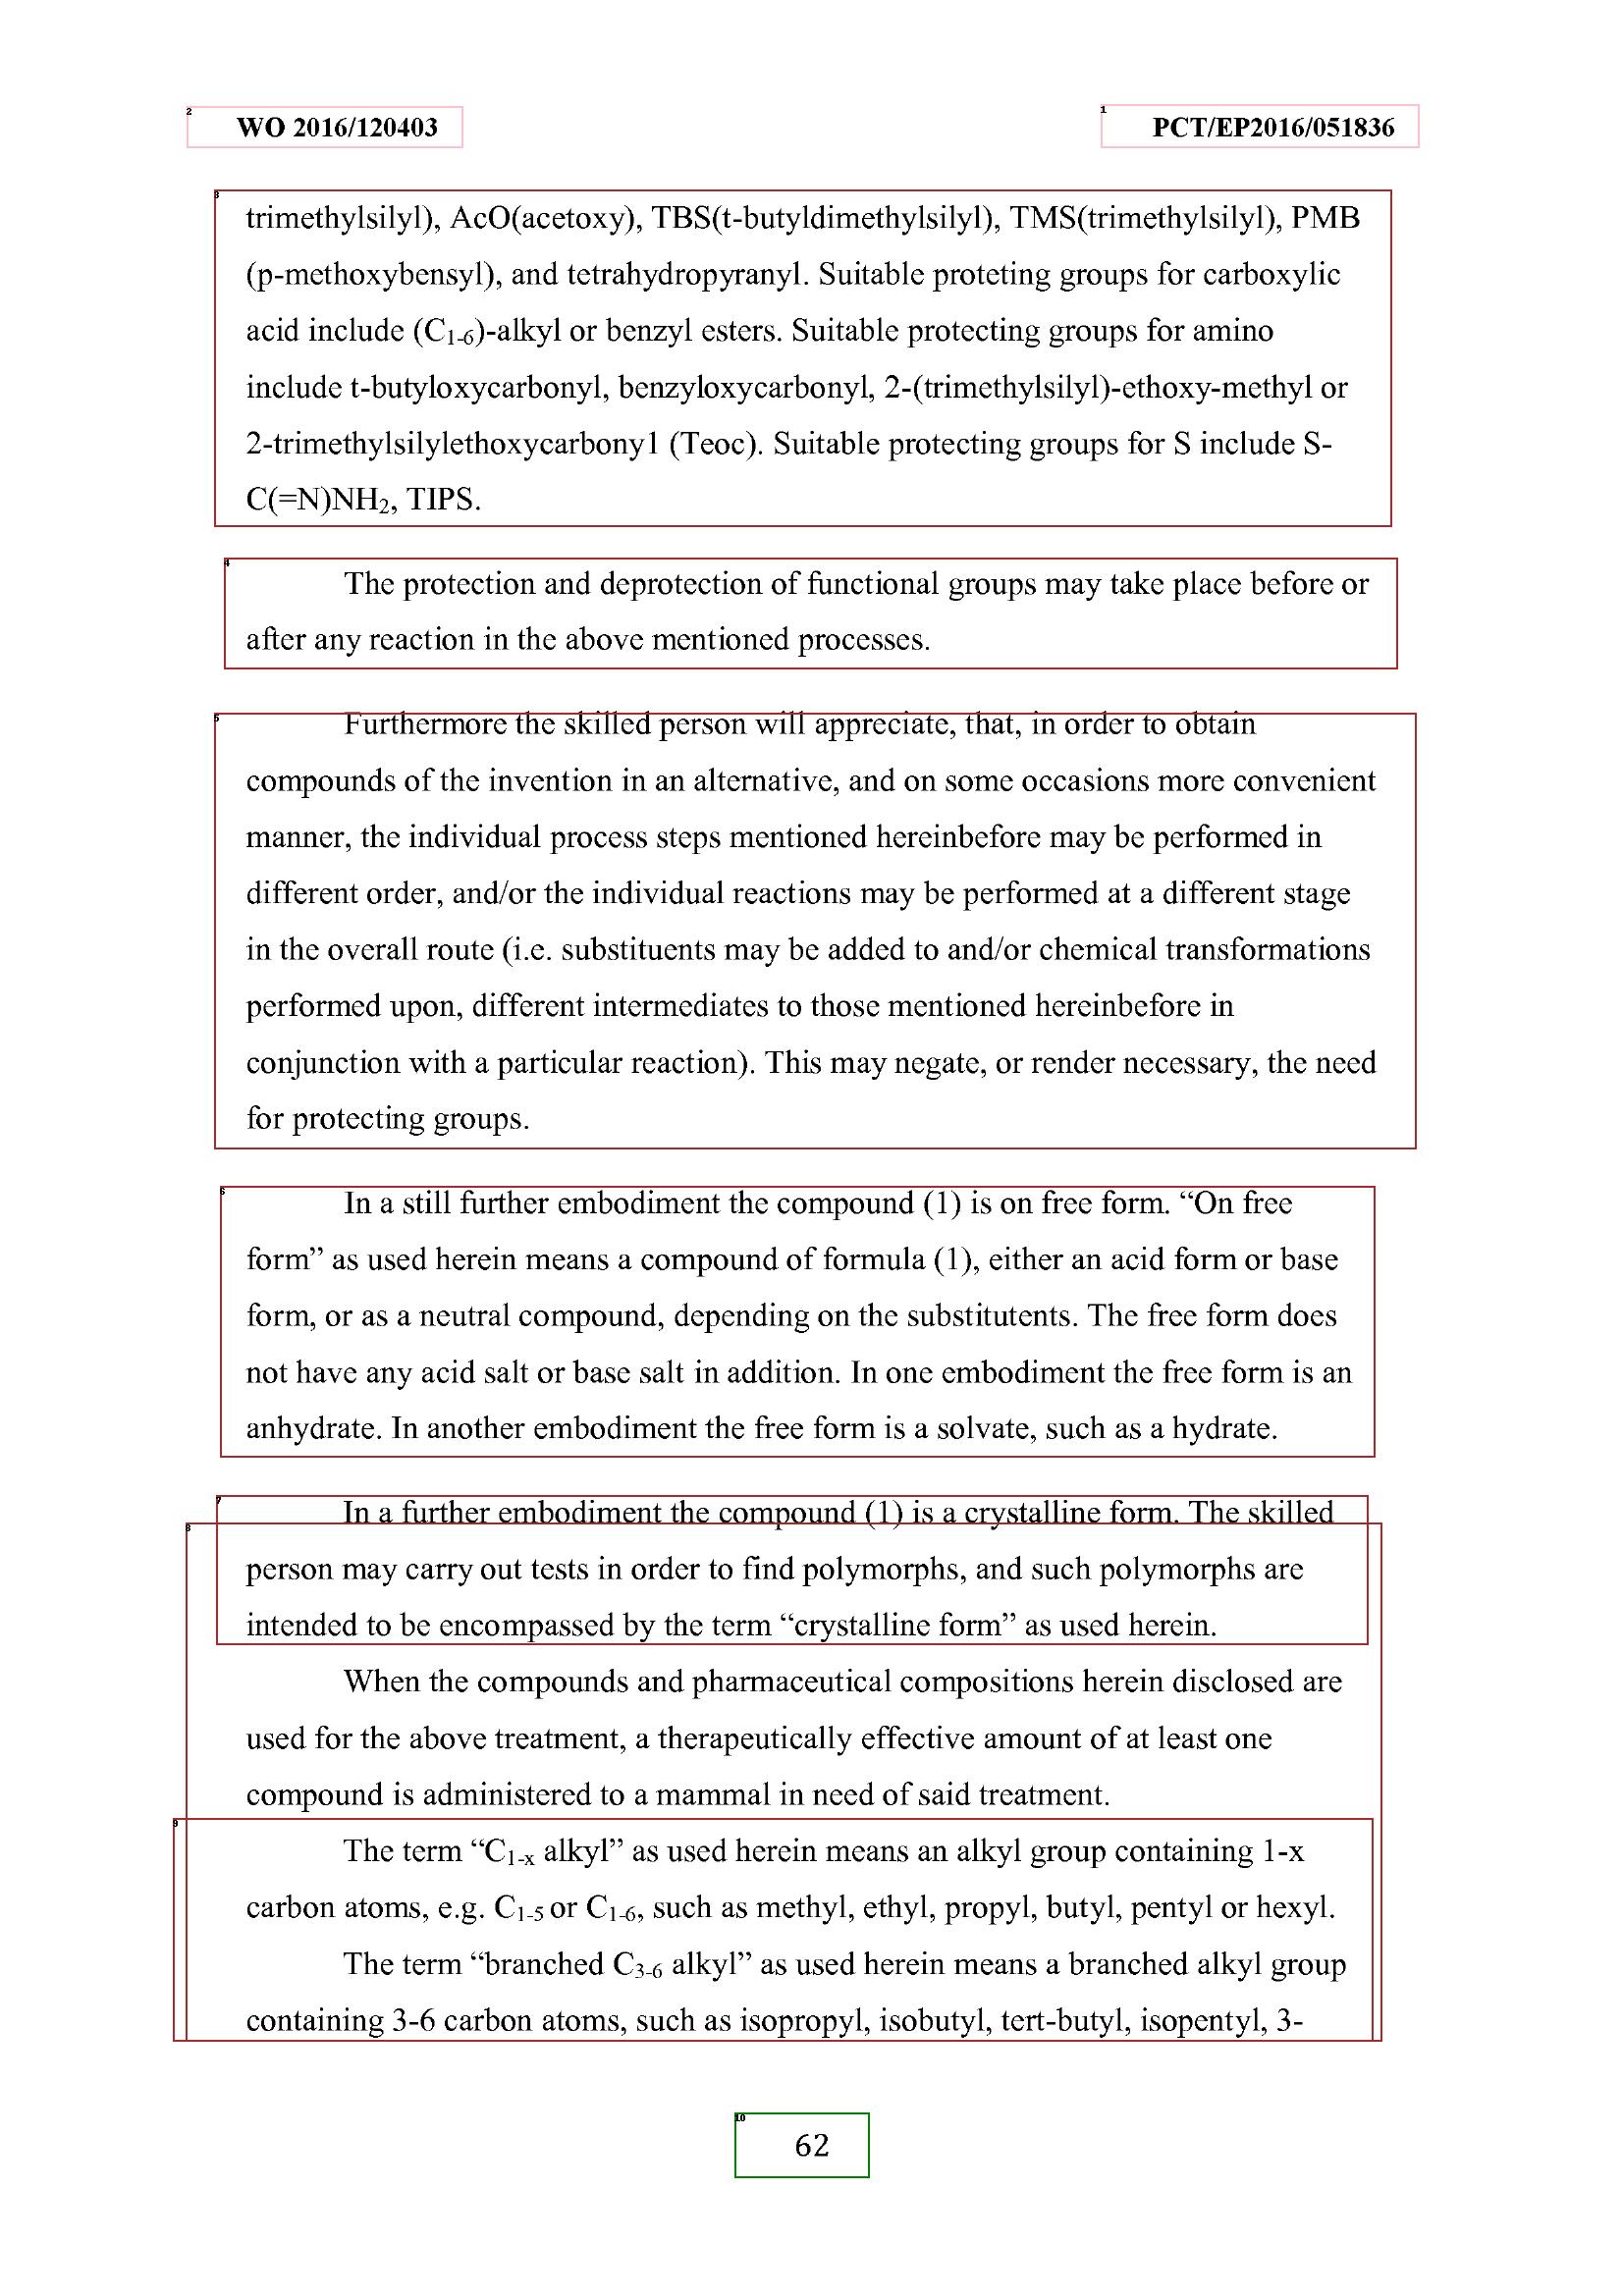 WO 2016/120403 PCT/EP2016/051836
trimethylsilyl), AcO(acetoxy), TBS(t-butyldimethylsilyl), TMS(trimethylsilyl), PMB
(p-methoxybensyl), and tetrahydropyranyl. Suitable proteting groups for carboxylic
acid include (C1-6)-alkyl or benzyl esters. Suitable protecting groups for amino
include t-butyloxycarbonyl, benzyloxycarbonyl, 2-(trimethylsilyl)-ethoxy-methyl or
2-trimethylsilylethoxycarbony1 (Teoc). Suitable protecting groups for S include S-
C(=N)NH2, TIPS.
The protection and deprotection of functional groups may take place before or
after any reaction in the above mentioned processes.
Furthermore the skilled person will appreciate, that, in order to obtain
compounds of the invention in an alternative, and on some occasions more convenient
manner, the individual process steps mentioned hereinbefore may be performed in
different order, and/or the individual reactions may be performed at a different stage
in the overall route (i.e. substituents may be added to and/or chemical transformations
performed upon, different intermediates to those mentioned hereinbefore in
conjunction with a particular reaction). This may negate, or render necessary, the need
for protecting groups.
In a still further embodiment the compound (1) is on free form. “On free
form” as used herein means a compound of formula (1), either an acid form or base
form, or as a neutral compound, depending on the substitutents. The free form does
not have any acid salt or base salt in addition. In one embodiment the free form is an
anhydrate. In another embodiment the free form is a solvate, such as a hydrate.
In a further embodiment the compound (1) is a crystalline form. The skilled
person may carry out tests in order to find polymorphs, and such polymorphs are
intended to be encompassed by the term “crystalline form” as used herein.
When the compounds and pharmaceutical compositions herein disclosed are
used for the above treatment, a therapeutically effective amount of at least one
compound is administered to a mammal in need of said treatment.
The term “C1-x alkyl” as used herein means an alkyl group containing 1-x
carbon atoms, e.g. C1-5 or C1-6, such as methyl, ethyl, propyl, butyl, pentyl or hexyl.
The term “branched C3-6 alkyl” as used herein means a branched alkyl group
containing 3-6 carbon atoms, such as isopropyl, isobutyl, tert-butyl, isopentyl, 3-
62